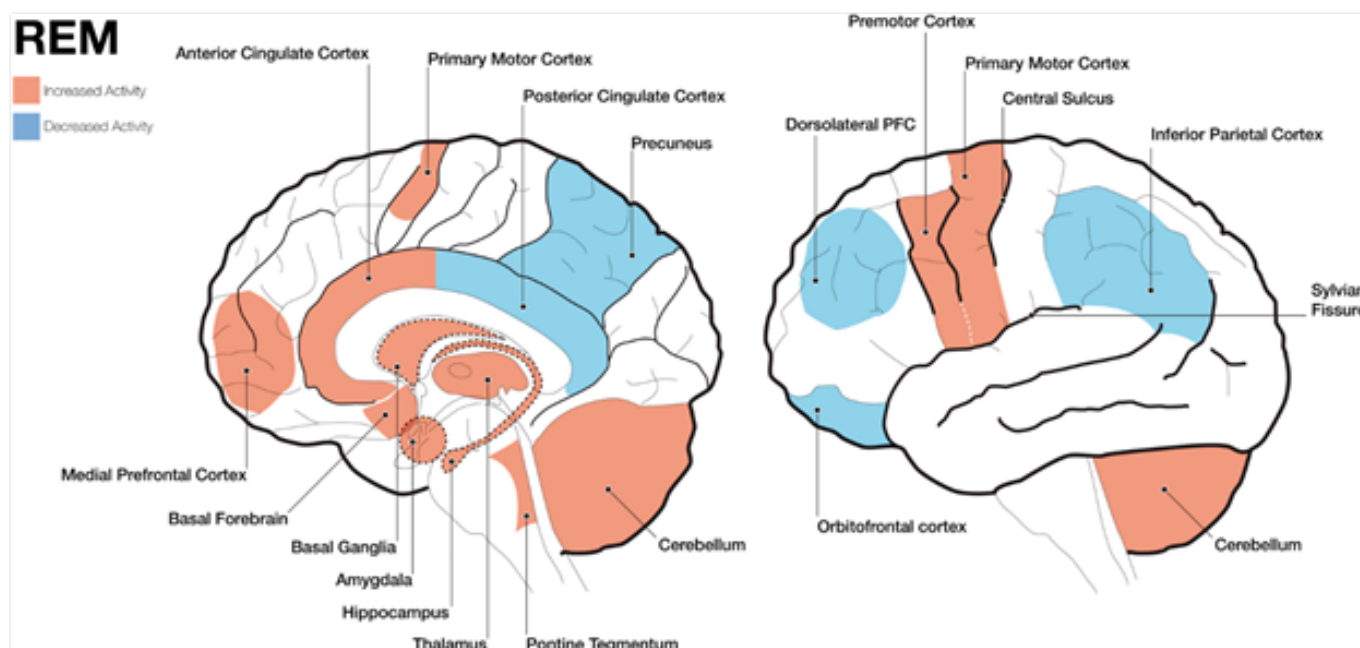 REM
Increased Activity
Decreased Activity
Anterior Cingulate Cortex
Primary Motor Cortex
Posterior Cingulate Cortex
Precuneus
Medial Prefrontal Cortex
Basal Forebrain
Basal Ganglia
Amygdala
Hippocampus
Thalamus
Pontine Tegmentum
Cerebellum
Premotor Cortex
Primary Motor Cortex
Central Sulcus
Dorsolateral PFC
Inferior Parietal Cortex
Sylvian
Fissure
Orbitofrontal cortex
Cerebellum